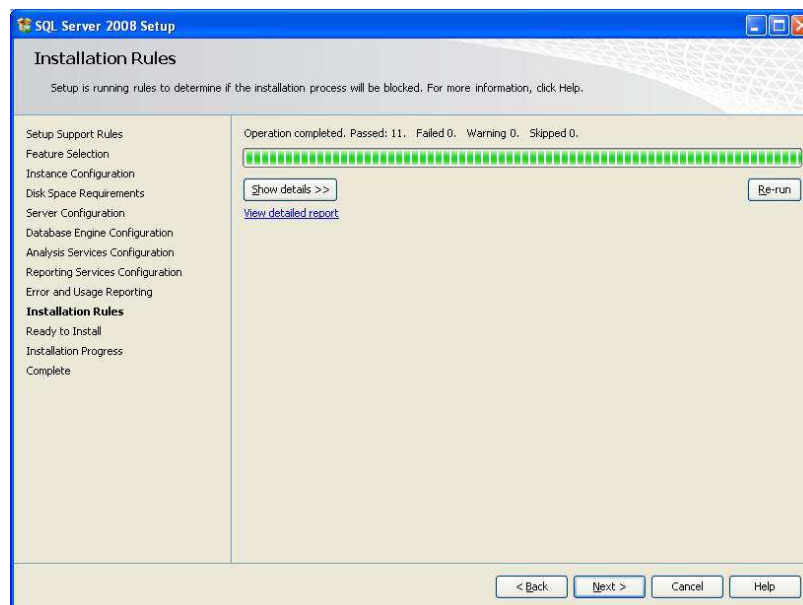 SQL Server 2008 Setup
Installation Rules
Setup is running rules to determine if the installation process will be blocked. For more information, click Help.
Setup Support Rules
Feature Selection
Instance Configuration
Disk Space Requirements
Server Configuration
Database Engine Configuration
Analysis Services Configuration
Reporting Services Configuration
Error and Usage Reporting
Installation Rules
Ready to Install
Installation Progress
Complete
Operation completed. Passed: 11. Failed 0. Warning 0. Skipped 0.
Show details >>
Re-run
View detailed report
< Back
Next >
Cancel
Help